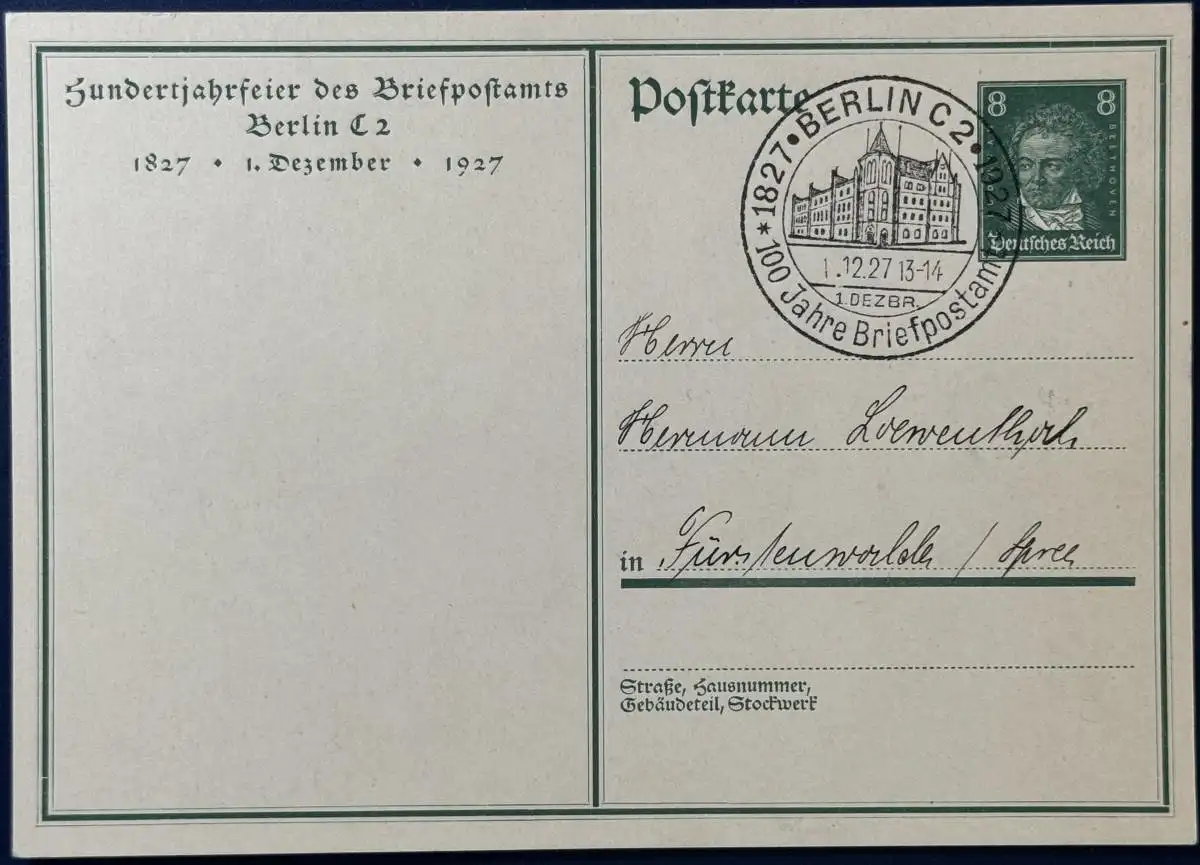 Hundertjahrfeier des Briefpostamts
Berlin C 2
1827 • 1. Dezember • 1927
Postkarte
8 8
BEETHOVEN
Deutsches Reich
* 1827 • BERLIN C 2 • 1927 *
1.12.27 13-14
1. DEZBR.
100 Jahre Briefpostamt
Herrn
Hermann Loewenthal
in Fürstenwalde / Spree
Straße, Hausnummer,
Gebäudeteil, Stockwerk